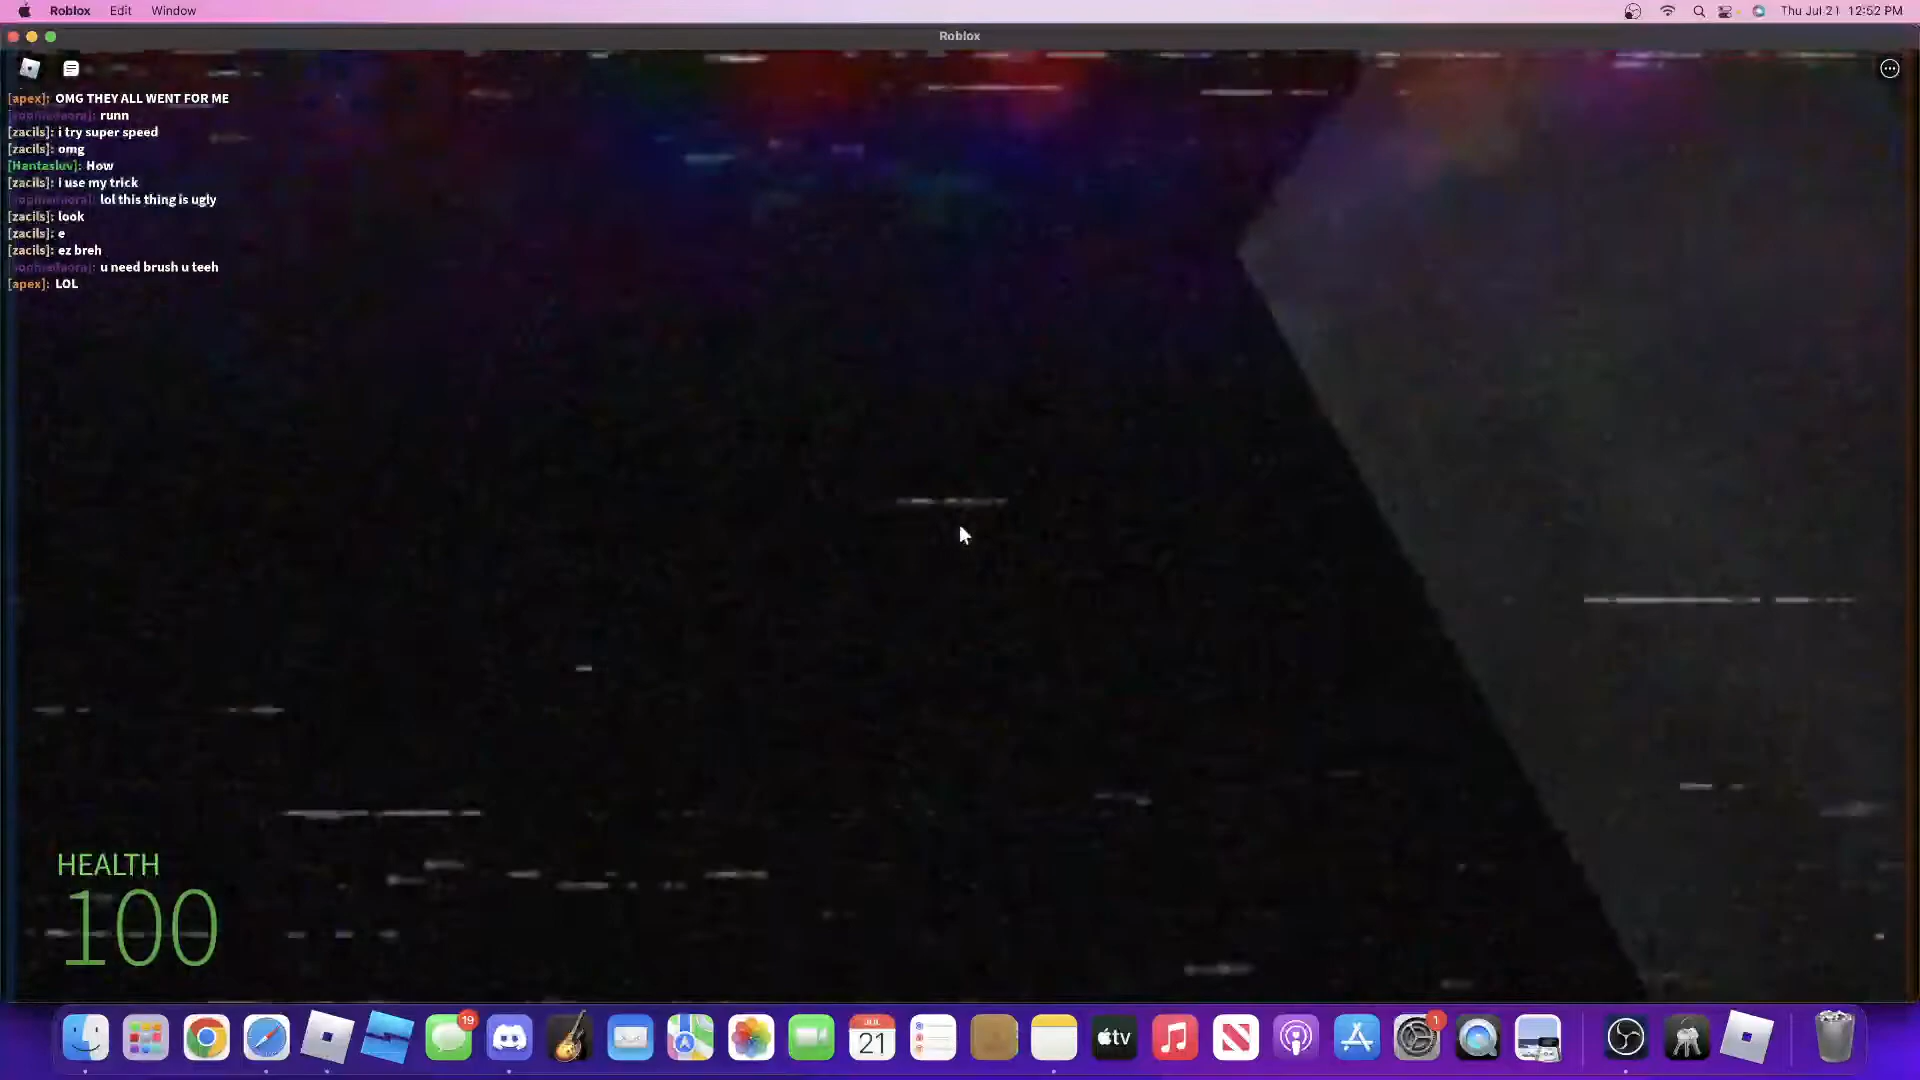 Roblox Edit Window Thu Jul 21 12:52 PM
Roblox
[apex]: OMG THEY ALL WENT FOR ME
runn
[zacils]: i try super speed
[zacils]: omg
[Hantasluv]: How
[zacils]: i use my trick
lol this thing is ugly
[zacils]: look
[zacils]: e
[zacils]: ez breh
u need brush u teeh
[apex]: LOL
HEALTH
100
19
JUL
21
tv
1